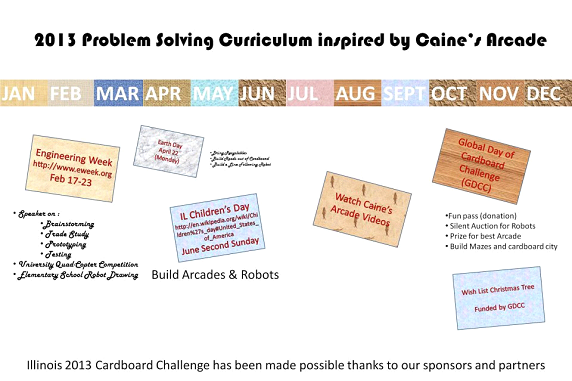 2013 Problem Solving Curriculum inspired by Caine's Arcade
JAN FEB MAR APR MAY JUN JUL AUG SEPT OCT NOV DEC
Engineering Week
http://www.eweek.org
Feb 17-23
• Speaker on :
• Brainstorming
• Trade Study
• Prototyping
• Testing
• University QuadCopter Competition
• Elementary School Robot Drawing
Earth Day
April 22
(Monday)
• Build Robots out of Cardboard
• Build a Line Following Robot
IL Children's Day
http://en.wikipedia.org/wiki/Chi
ldren%27s_day#United_States_
of_America
June Second Sunday
Build Arcades & Robots
Watch Caine's
Arcade Videos
Global Day of
Cardboard
Challenge
(GDCC)
•Fun pass (donation)
• Silent Auction for Robots
• Prize for best Arcade
• Build Mazes and cardboard city
Wish List Christmas Tree
Funded by GDCC
Illinois 2013 Cardboard Challenge has been made possible thanks to our sponsors and partners